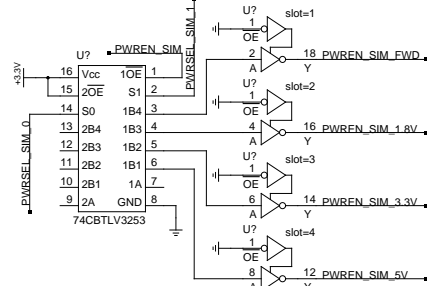 U? slot=1
1 OE
PWREN_SIM
PWRSEL_SIM_1
2 A 18 Y PWREN_SIM_FWD
U?
+3.3V
16 Vcc 1OE 1
15 2OE S1 2
14 S0 1B4 3
13 2B4 1B3 4
12 2B3 1B2 5
11 2B2 1B1 6
10 2B1 1A 7
9 2A GND 8
74CBTLV3253
PWRSEL_SIM_0
U? slot=2
1 OE
4 A 16 Y PWREN_SIM_1.8V
U? slot=3
1 OE
6 A 14 Y PWREN_SIM_3.3V
U? slot=4
1 OE
8 A 12 Y PWREN_SIM_5V